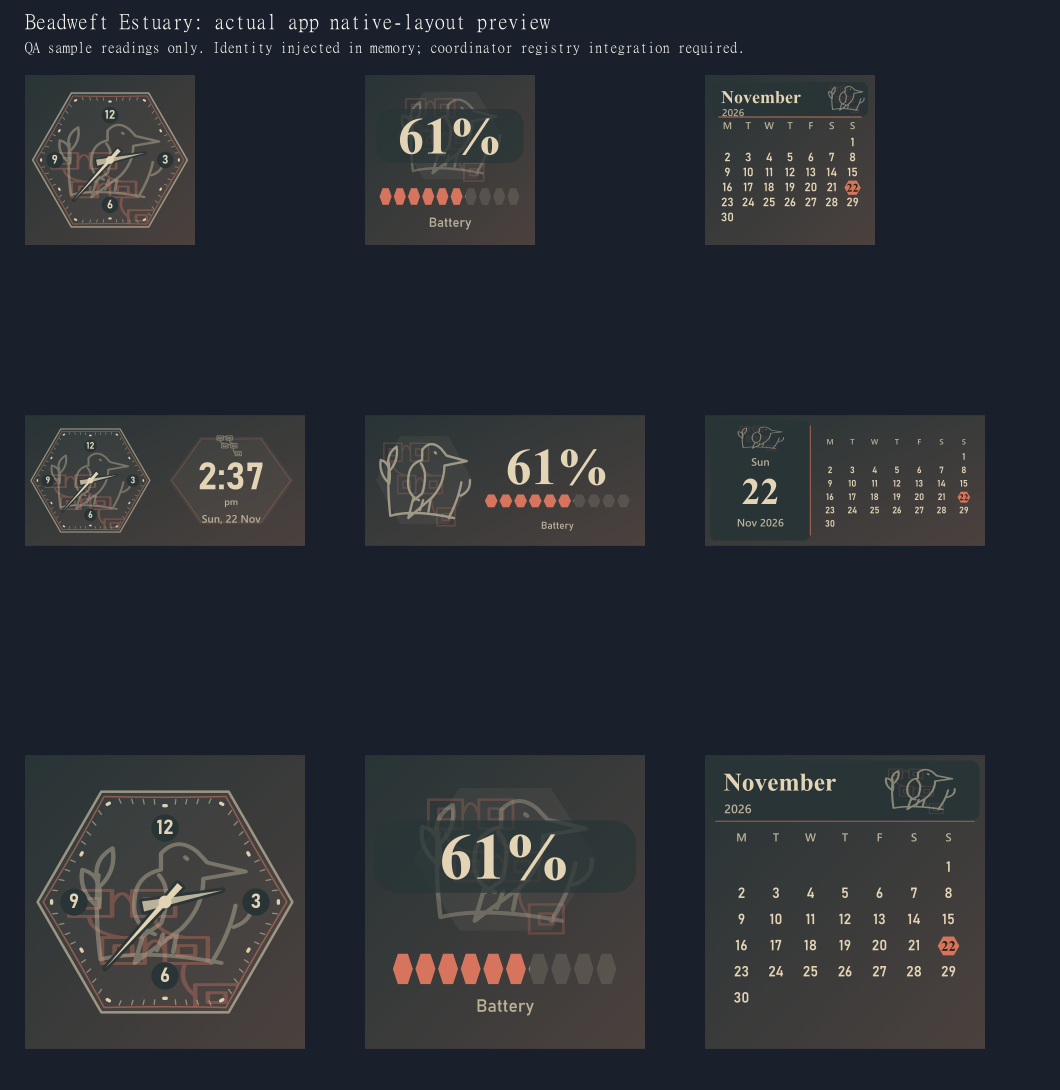 Beadweft Estuary: actual app native-layout preview
QA sample readings only. Identity injected in memory; coordinator registry integration required.
12
9 3
6
61%
Battery
November
2026
M T W T F S S
1
2 3 4 5 6 7 8
9 10 11 12 13 14 15
16 17 18 19 20 21 22
23 24 25 26 27 28 29
30
12
9 3
6
2:37
pm
Sun, 22 Nov
61%
Battery
Sun
22
Nov 2026
M T W T F S S
1
2 3 4 5 6 7 8
9 10 11 12 13 14 15
16 17 18 19 20 21 22
23 24 25 26 27 28 29
30
12
9 3
6
61%
Battery
November
2026
M T W T F S S
1
2 3 4 5 6 7 8
9 10 11 12 13 14 15
16 17 18 19 20 21 22
23 24 25 26 27 28 29
30